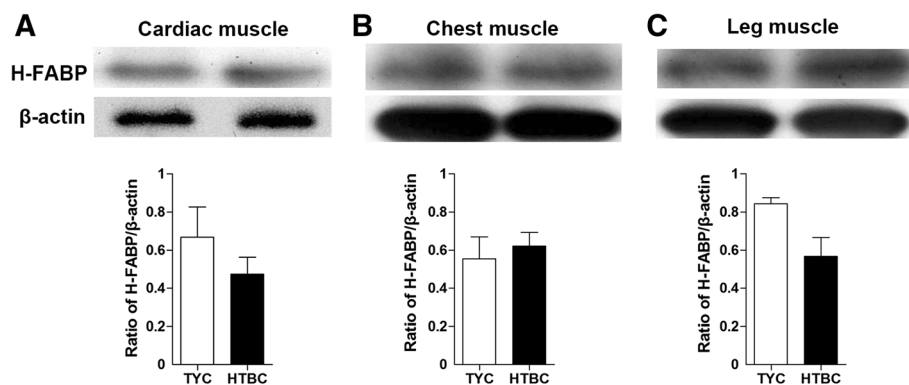 A Cardiac muscle
B Chest muscle
C Leg muscle
H-FABP
β-actin
Ratio of H-FABP/β-actin
1
0.8
0.6
0.4
0.2
0
TYC HTBC
Ratio of H-FABP/β-actin
1
0.8
0.6
0.4
0.2
0
TYC HTBC
Ratio of H-FABP/β-actin
1
0.8
0.6
0.4
0.2
0
TYC HTBC